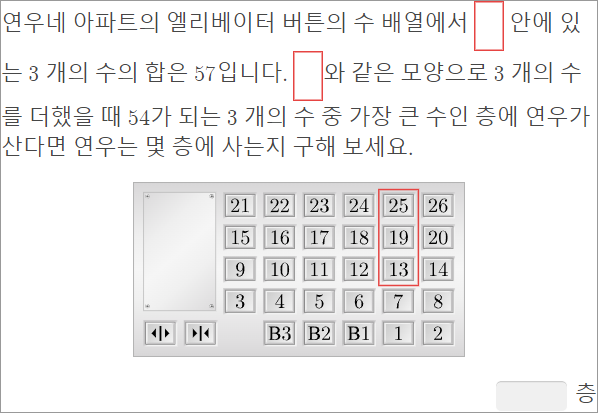 연우네 아파트의 엘리베이터 버튼의 수 배열에서 안에 있
는 3 개의 수의 합은 57입니다. 와 같은 모양으로 3 개의 수
를 더했을 때 54가 되는 3 개의 수 중 가장 큰 수인 층에 연우가
산다면 연우는 몇 층에 사는지 구해 보세요.
21 22 23 24 25 26
15 16 17 18 19 20
9 10 11 12 13 14
3 4 5 6 7 8
B3 B2 B1 1 2
층